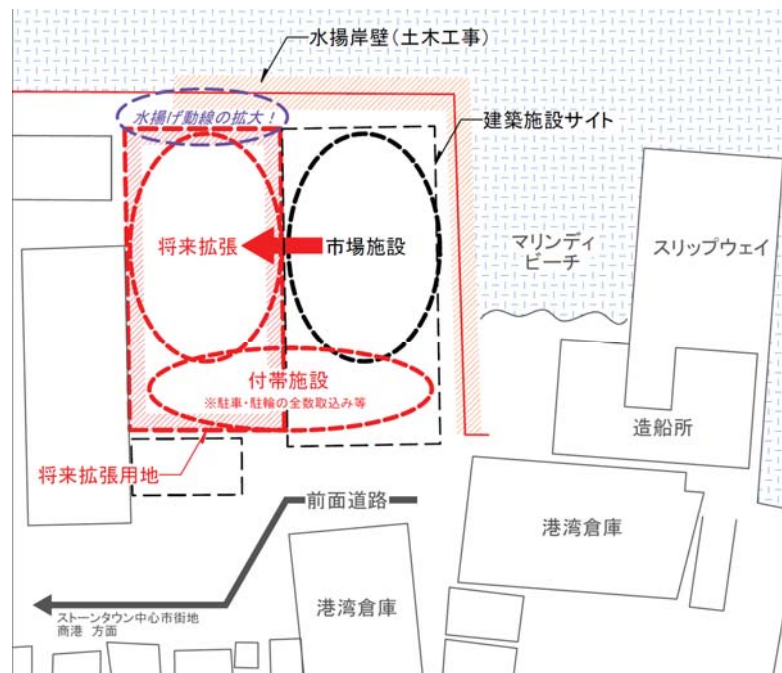 水揚岸壁（土木工事）
水揚げ動線の拡大！
建築施設サイト
将来拡張
市場施設
マリンディ
ビーチ
スリップウェイ
付帯施設
※駐車・駐輪の全数取込み等
造船所
将来拡張用地
前面道路
港湾倉庫
港湾倉庫
ストーンタウン中心市街地
商港 方面